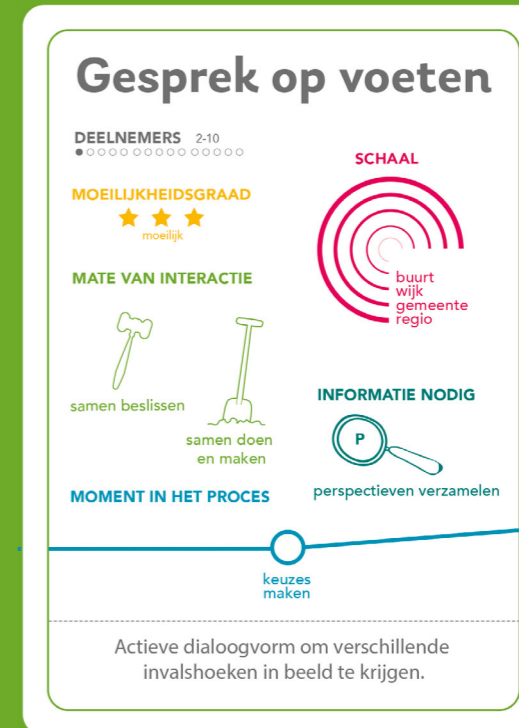 Gesprek op voeten
DEELNEMERS 2-10
SCHAAL
MOEILIJKHEIDSGRAAD
moeilijk
buurt
wijk
gemeente
regio
MATE VAN INTERACTIE
samen beslissen
samen doen
en maken
INFORMATIE NODIG
P
perspectieven verzamelen
MOMENT IN HET PROCES
keuzes
maken
Actieve dialoogvorm om verschillende
invalshoeken in beeld te krijgen.